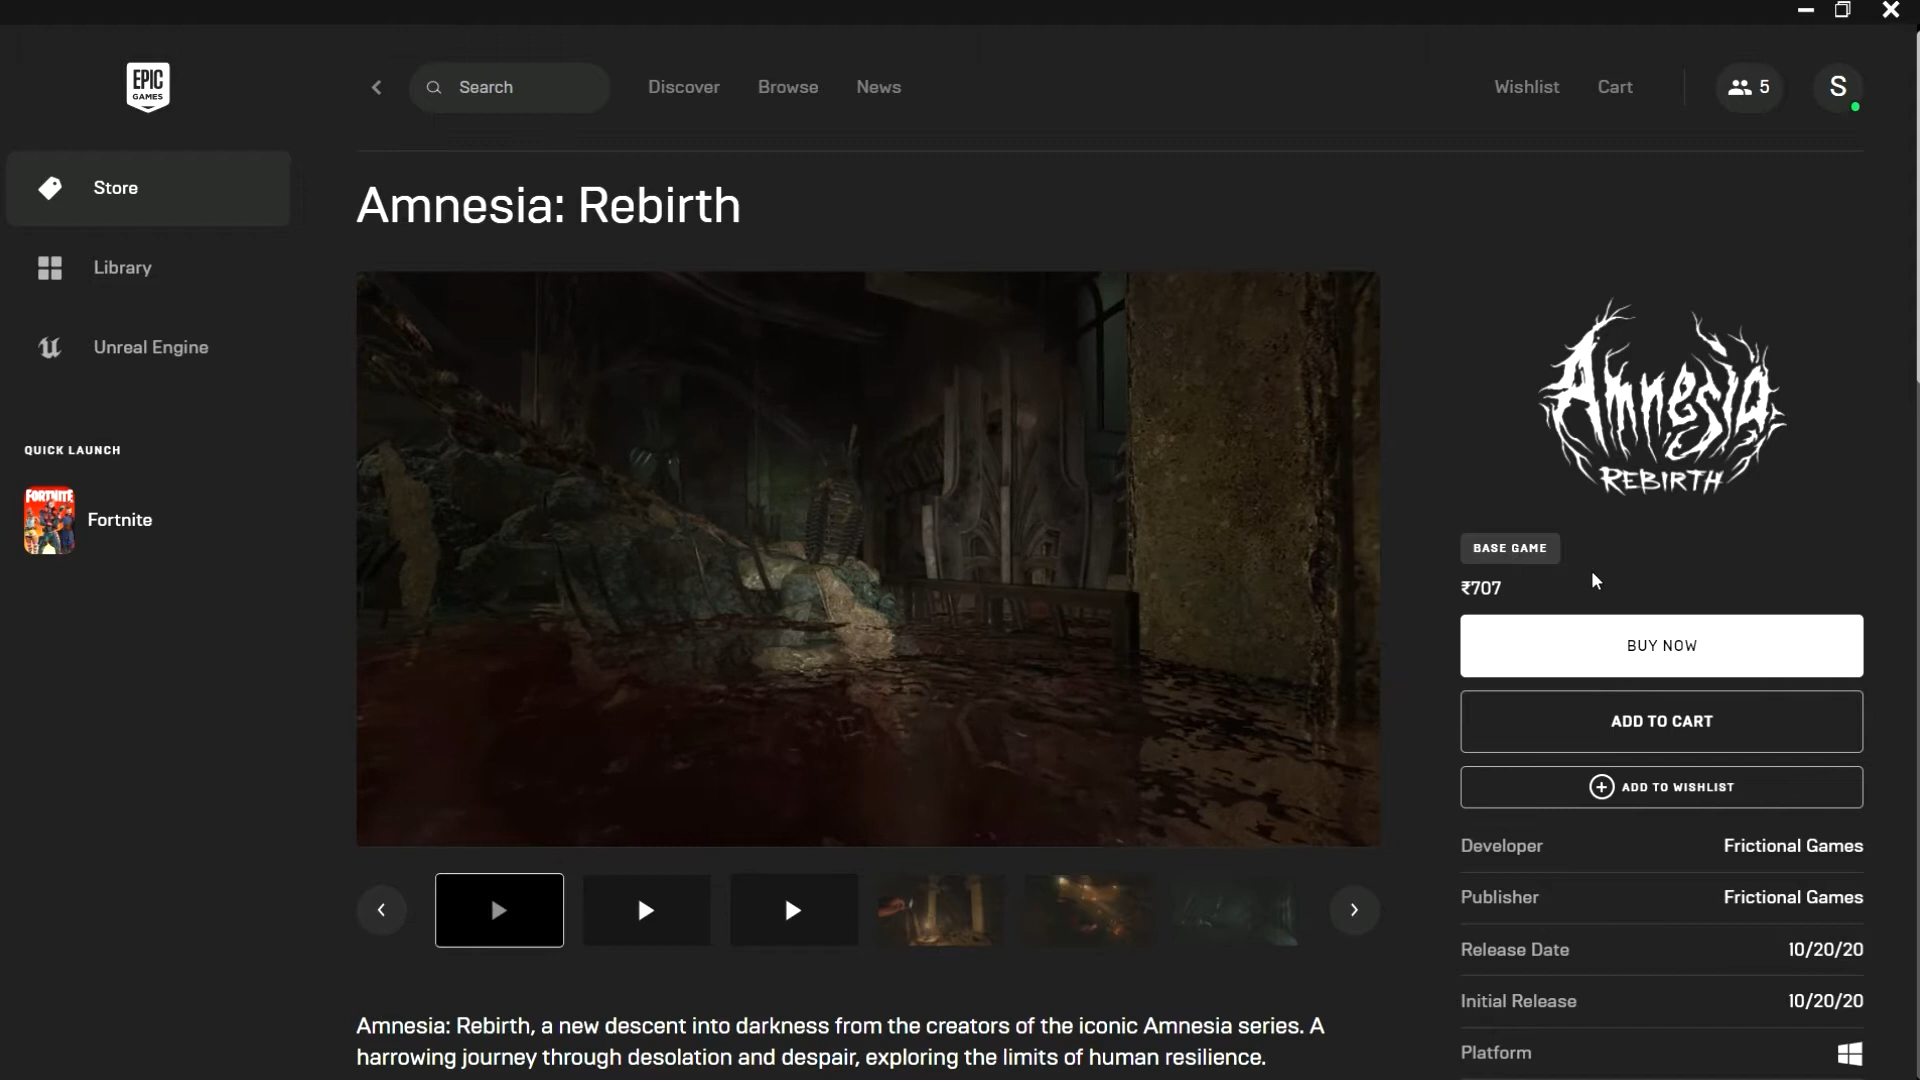 EPIC
GAMES
Search
Discover
Browse
News
Wishlist
Cart
5
S
Store
Library
Unreal Engine
QUICK LAUNCH
FORTNITE
Fortnite
Amnesia: Rebirth
Amnesia
REBIRTH
BASE GAME
₹707
BUY NOW
ADD TO CART
ADD TO WISHLIST
Developer Frictional Games
Publisher Frictional Games
Release Date 10/20/20
Initial Release 10/20/20
Platform
Amnesia: Rebirth, a new descent into darkness from the creators of the iconic Amnesia series. A
harrowing journey through desolation and despair, exploring the limits of human resilience.